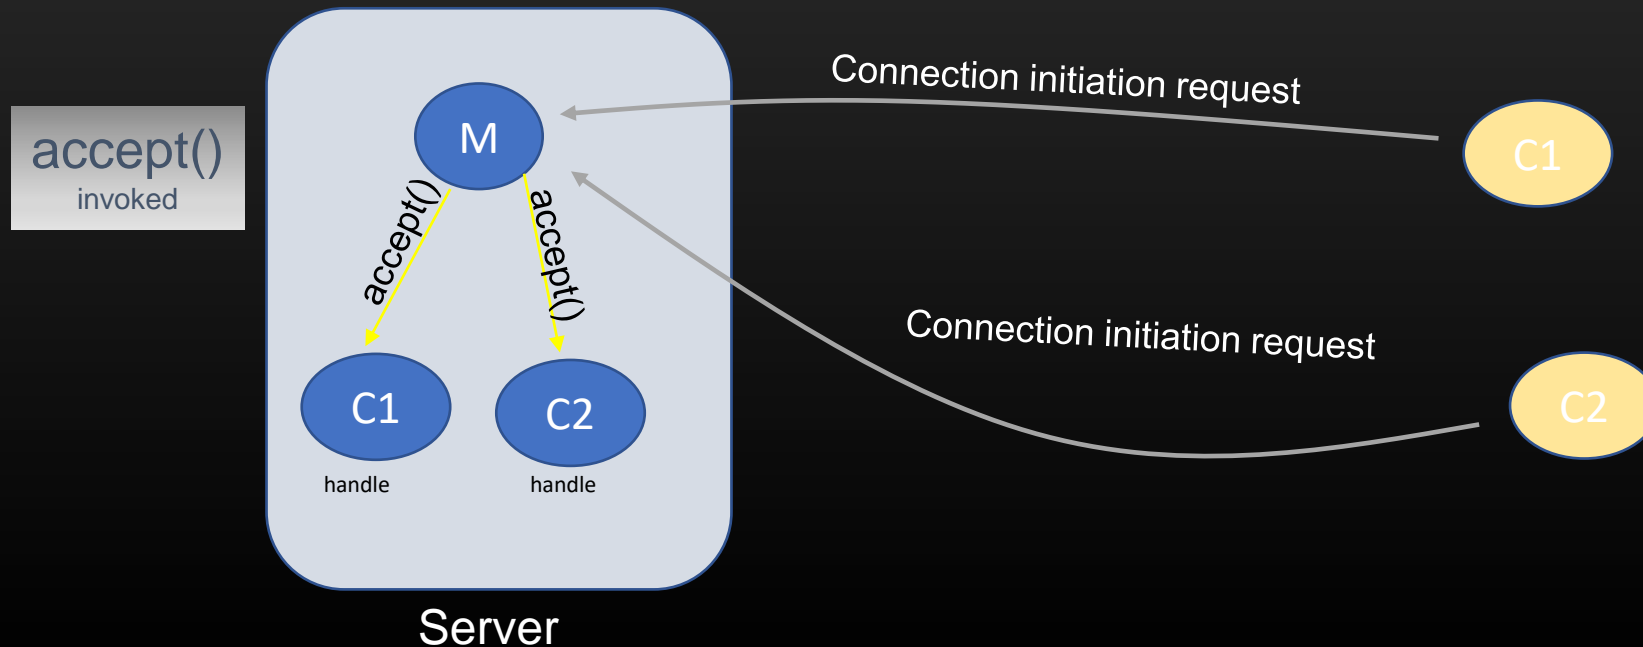 accept()
invoked
M
accept()
accept()
C1
C2
handle
handle
Server
Connection initiation request
C1
Connection initiation request
C2